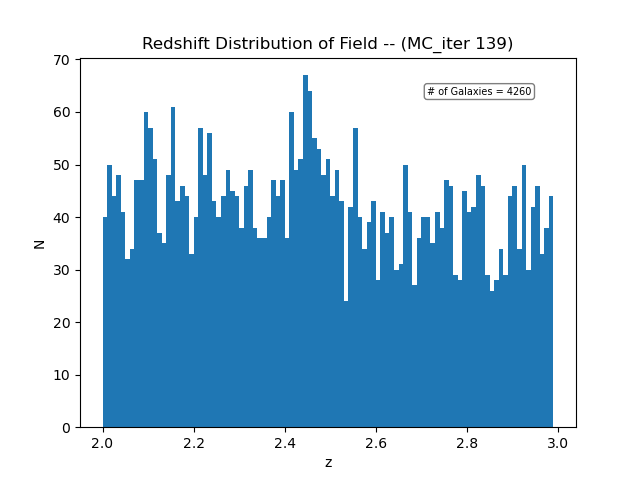 Redshift Distribution of Field -- (MC_iter 139)
# of Galaxies = 4260
70
60
50
40
30
20
10
0
N
2.0 2.2 2.4 2.6 2.8 3.0
z